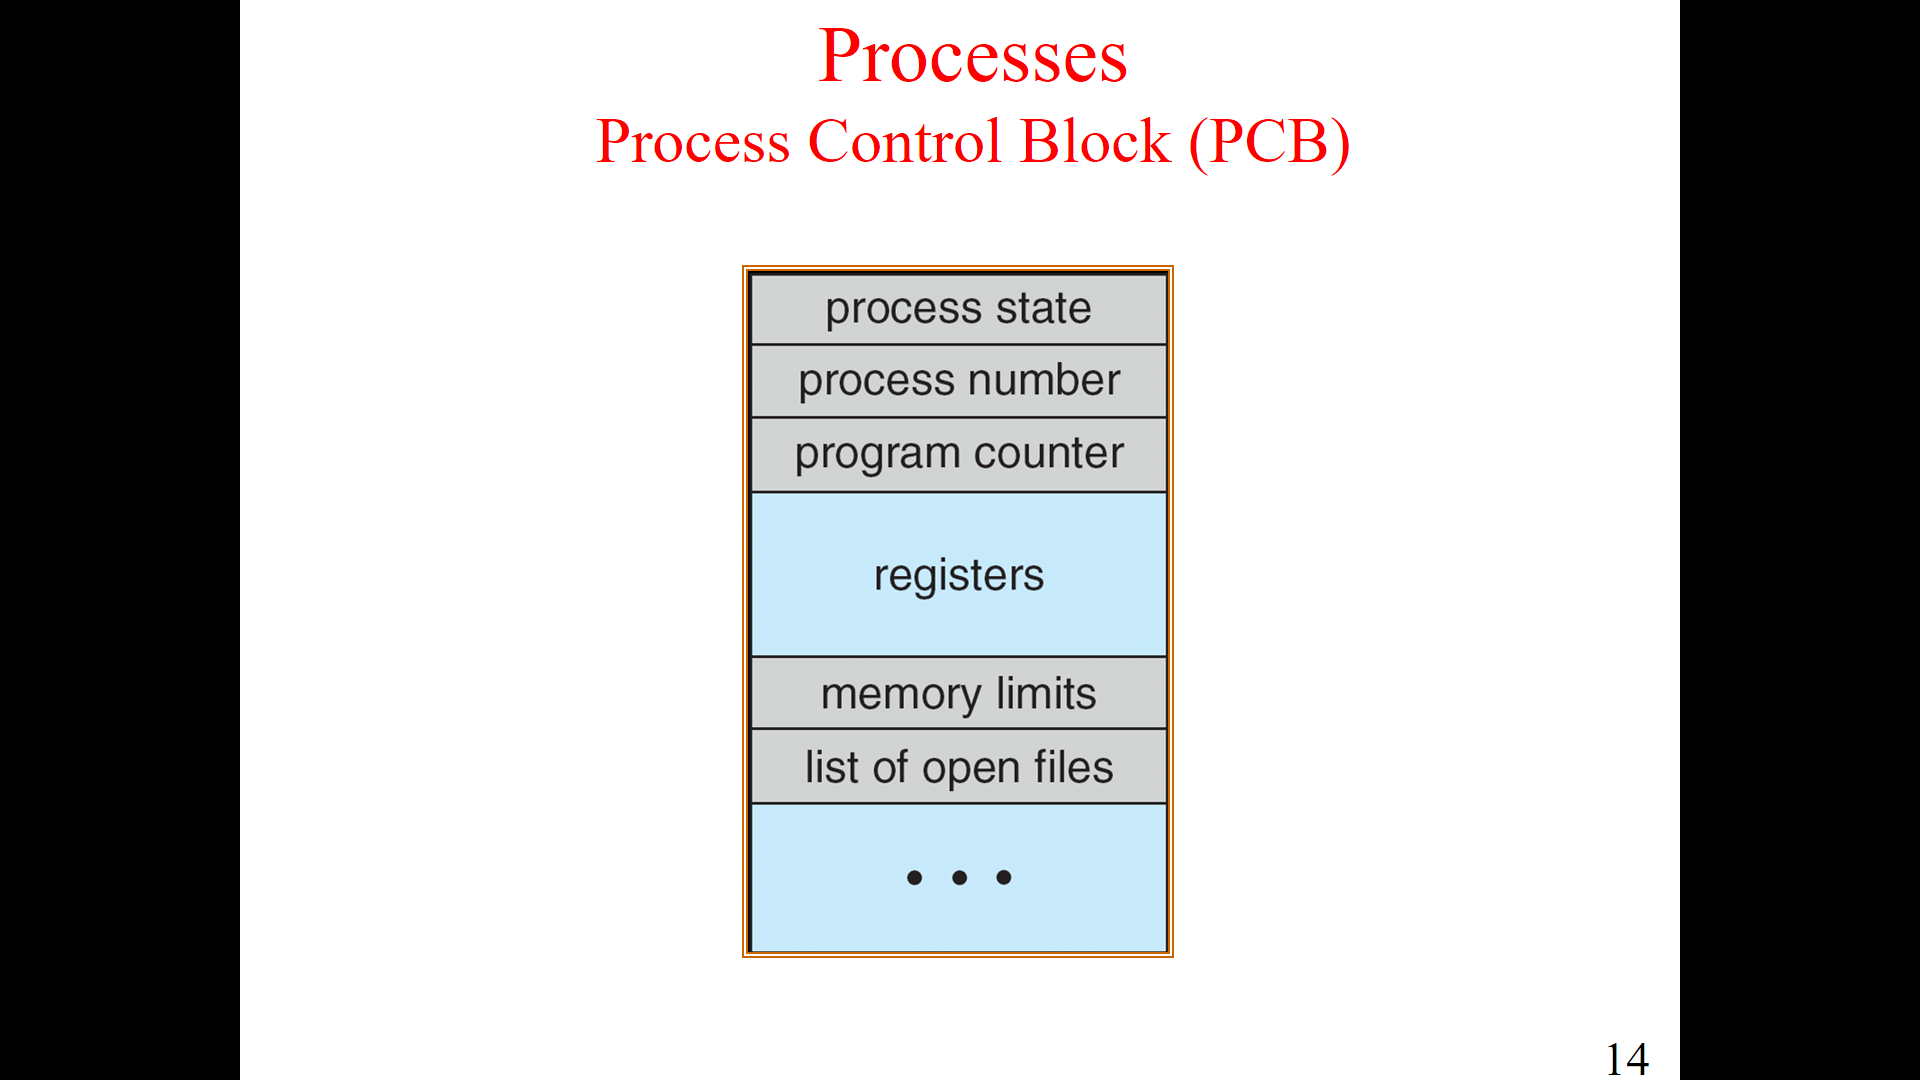 Processes
Process Control Block (PCB)
process state
process number
program counter
registers
memory limits
list of open files
• • •
14